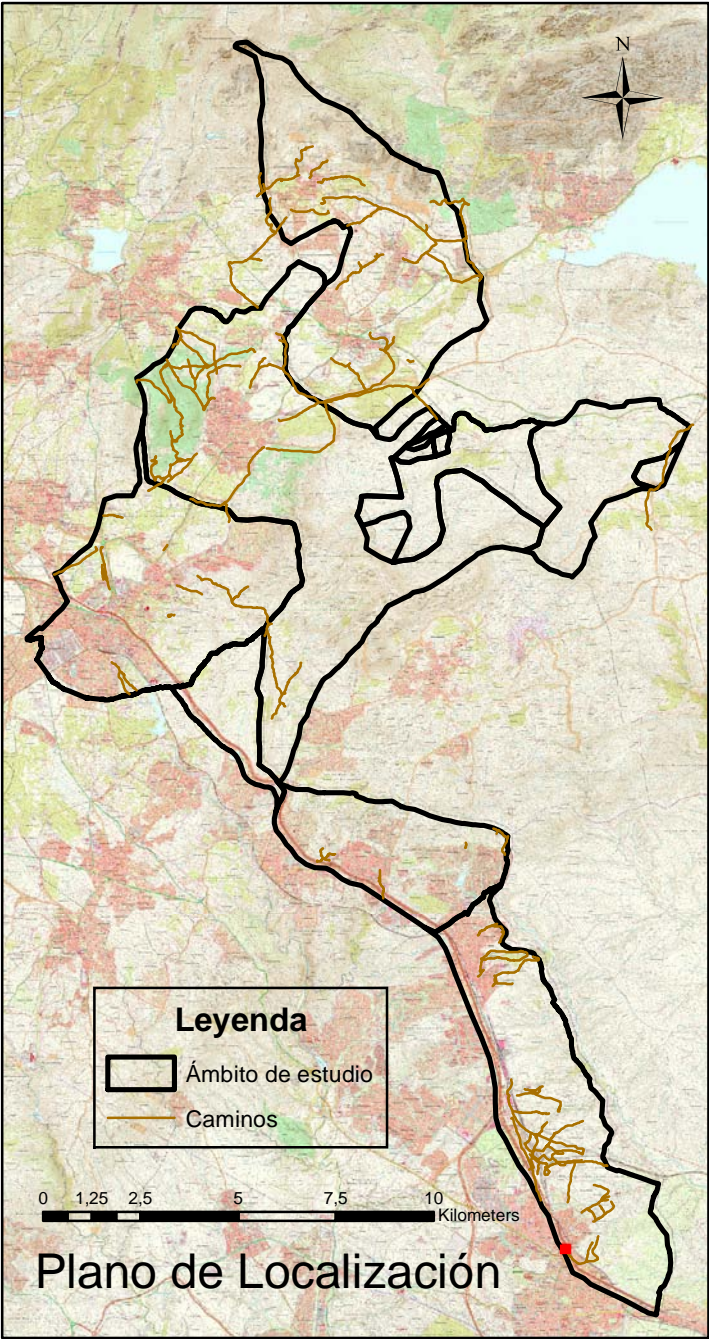 N
Leyenda
Ámbito de estudio
Caminos
0 1,25 2,5 5 7,5 10
Kilometers
Plano de Localización